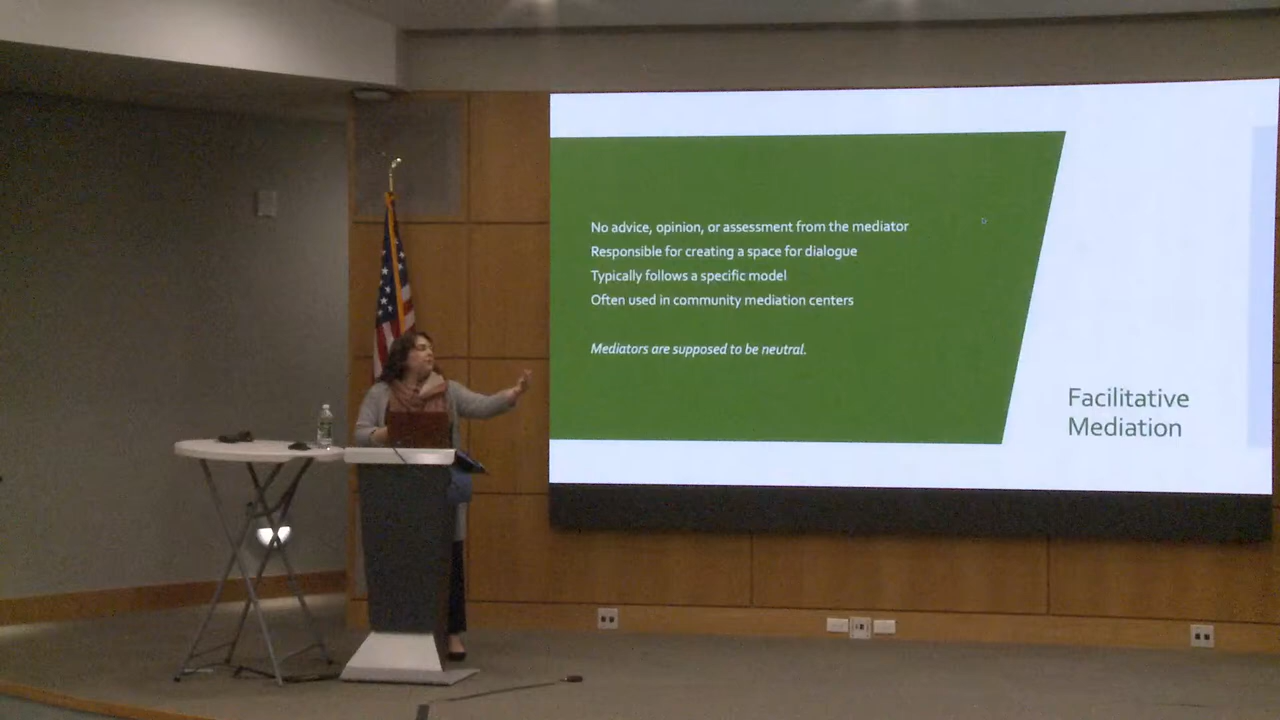 No advice, opinion, or assessment from the mediator
Responsible for creating a space for dialogue
Typically follows a specific model
Often used in community mediation centers
Mediators are supposed to be neutral.
Facilitative
Mediation